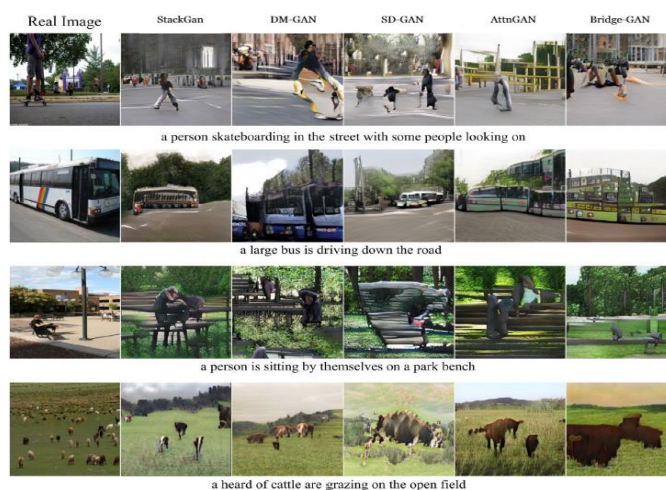 Real Image StackGan DM-GAN SD-GAN AttnGAN Bridge-GAN
a person skateboarding in the street with some people looking on
a large bus is driving down the road
a person is sitting by themselves on a park bench
a heard of cattle are grazing on the open field